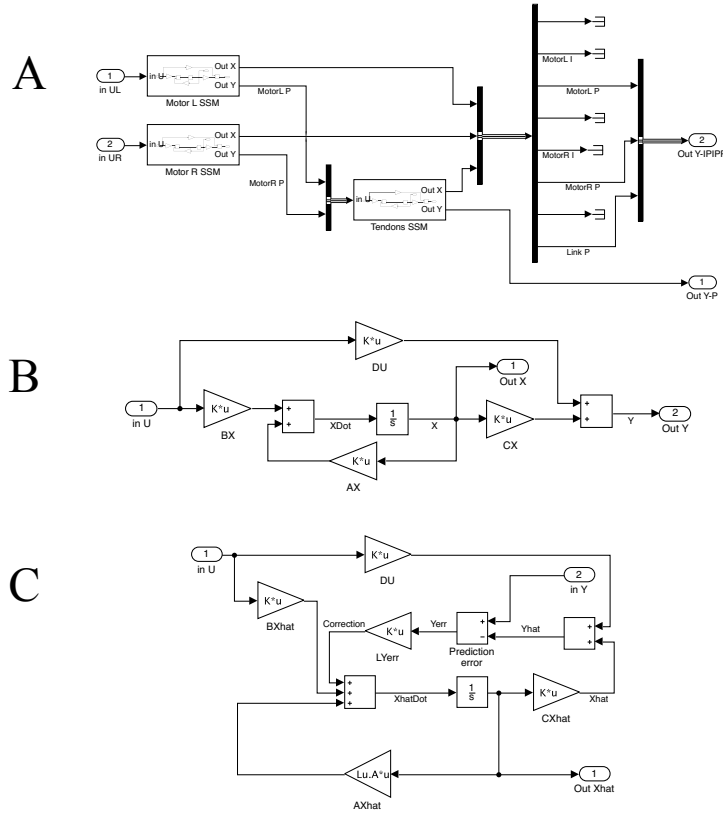 A
1
in UL
in U
Out X
Out Y
Motor L SSM
MotorL P
2
in UR
in U
Out X
Out Y
Motor R SSM
MotorR P
in U
Out X
Out Y
Tendons SSM
MotorL I
MotorL P
MotorR I
MotorR P
Link P
2
Out Y-IPIPP
1
Out Y-P
B
1
in U
K*u
DU
K*u
BX
+
+
XDot
1
s
X
1
Out X
K*u
CX
K*u
AX
+
+
Y
2
Out Y
C
1
in U
K*u
DU
2
in Y
K*u
BXhat
Correction
K*u
LYerr
Yerr
+
−
Prediction
error
Yhat
+
+
+
+
+
XhatDot
1
s
K*u
CXhat
Xhat
Lu.A*u
AXhat
1
Out Xhat